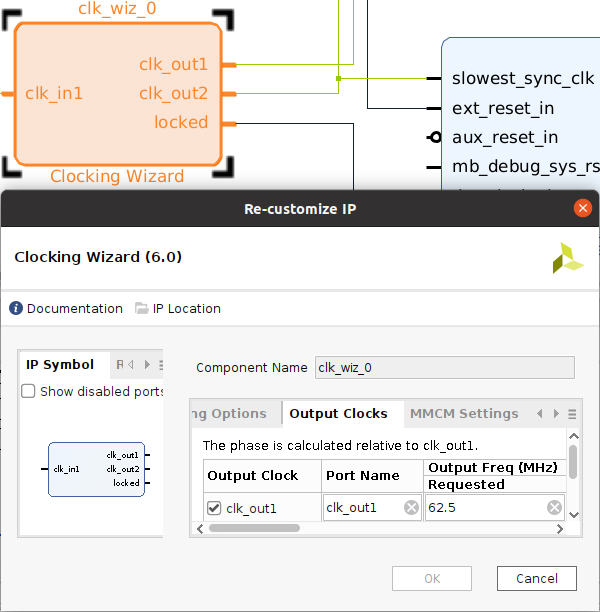 clk_wiz_0
clk_out1
clk_in1
clk_out2
locked
Clocking Wizard
slowest_sync_clk
ext_reset_in
aux_reset_in
mb_debug_sys_rs
Re-customize IP
Clocking Wizard (6.0)
Documentation IP Location
IP Symbol R
Show disabled ports
clk_in1
clk_out1
clk_out2
locked
Component Name clk_wiz_0
ng Options Output Clocks MMCM Settings
The phase is calculated relative to clk_out1.
Output Clock Port Name Output Freq (MHz)
Requested
clk_out1 clk_out1 62.5
OK Cancel